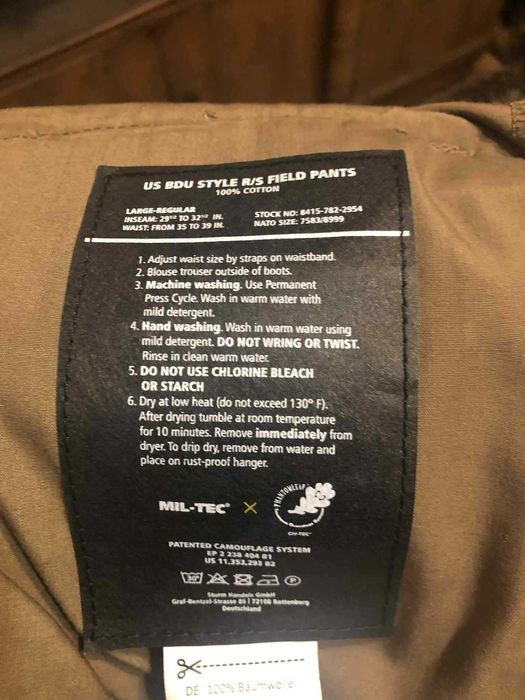 US BDU STYLE R/S FIELD PANTS
100% COTTON
LARGE-REGULAR
INSEAM: 29¹/² TO 32¹/² IN.
WAIST: FROM 35 TO 39 IN.
STOCK NO: 8415-782-2954
NATO SIZE: 7583/8999
1. Adjust waist size by straps on waistband.
2. Blouse trouser outside of boots.
3. Machine washing. Use Permanent
Press Cycle. Wash in warm water with
mild detergent.
4. Hand washing. Wash in warm water using
mild detergent. DO NOT WRING OR TWIST.
Rinse in clean warm water.
5. DO NOT USE CHLORINE BLEACH
OR STARCH
6. Dry at low heat (do not exceed 130° F).
After drying tumble at room temperature
for 10 minutes. Remove immediately from
dryer. To drip dry, remove from water and
place on rust-proof hanger.
MIL-TEC® X
PHANTOMLEAF
CIV-TEC
PATENTED CAMOUFLAGE SYSTEM
EP 2 238 404 B1
US 11,353,293 B2
30°
P
Sturm Handels GmbH
Graf-Bentzel-Strasse 85 | 72108 Rottenburg
Deutschland
DE 100% Baumwolle